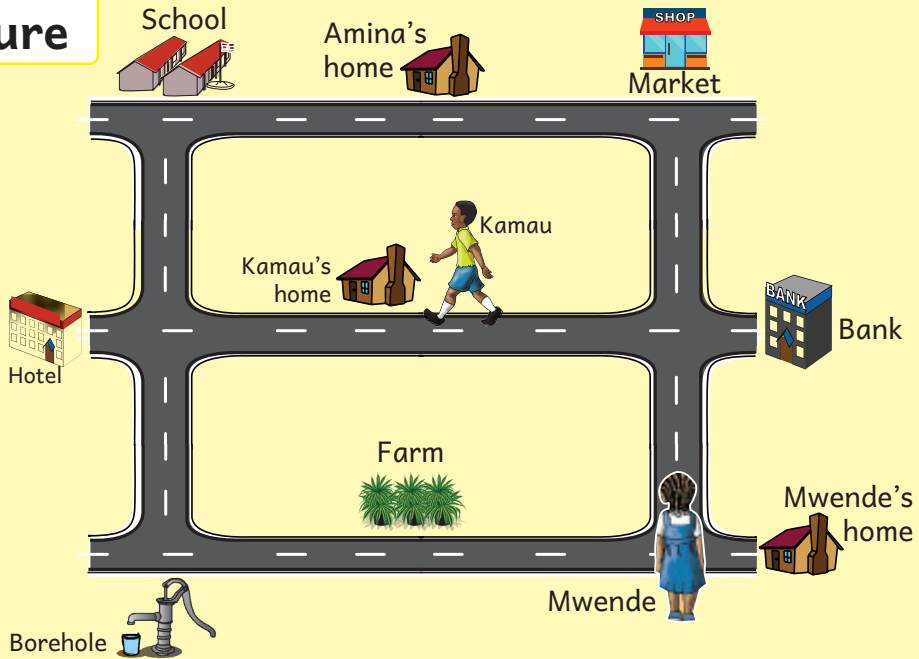 ure
School
Amina's
home
SHOP
Market
Kamau
Kamau's
home
BANK
Bank
Hotel
Farm
Mwende's
home
Mwende
Borehole